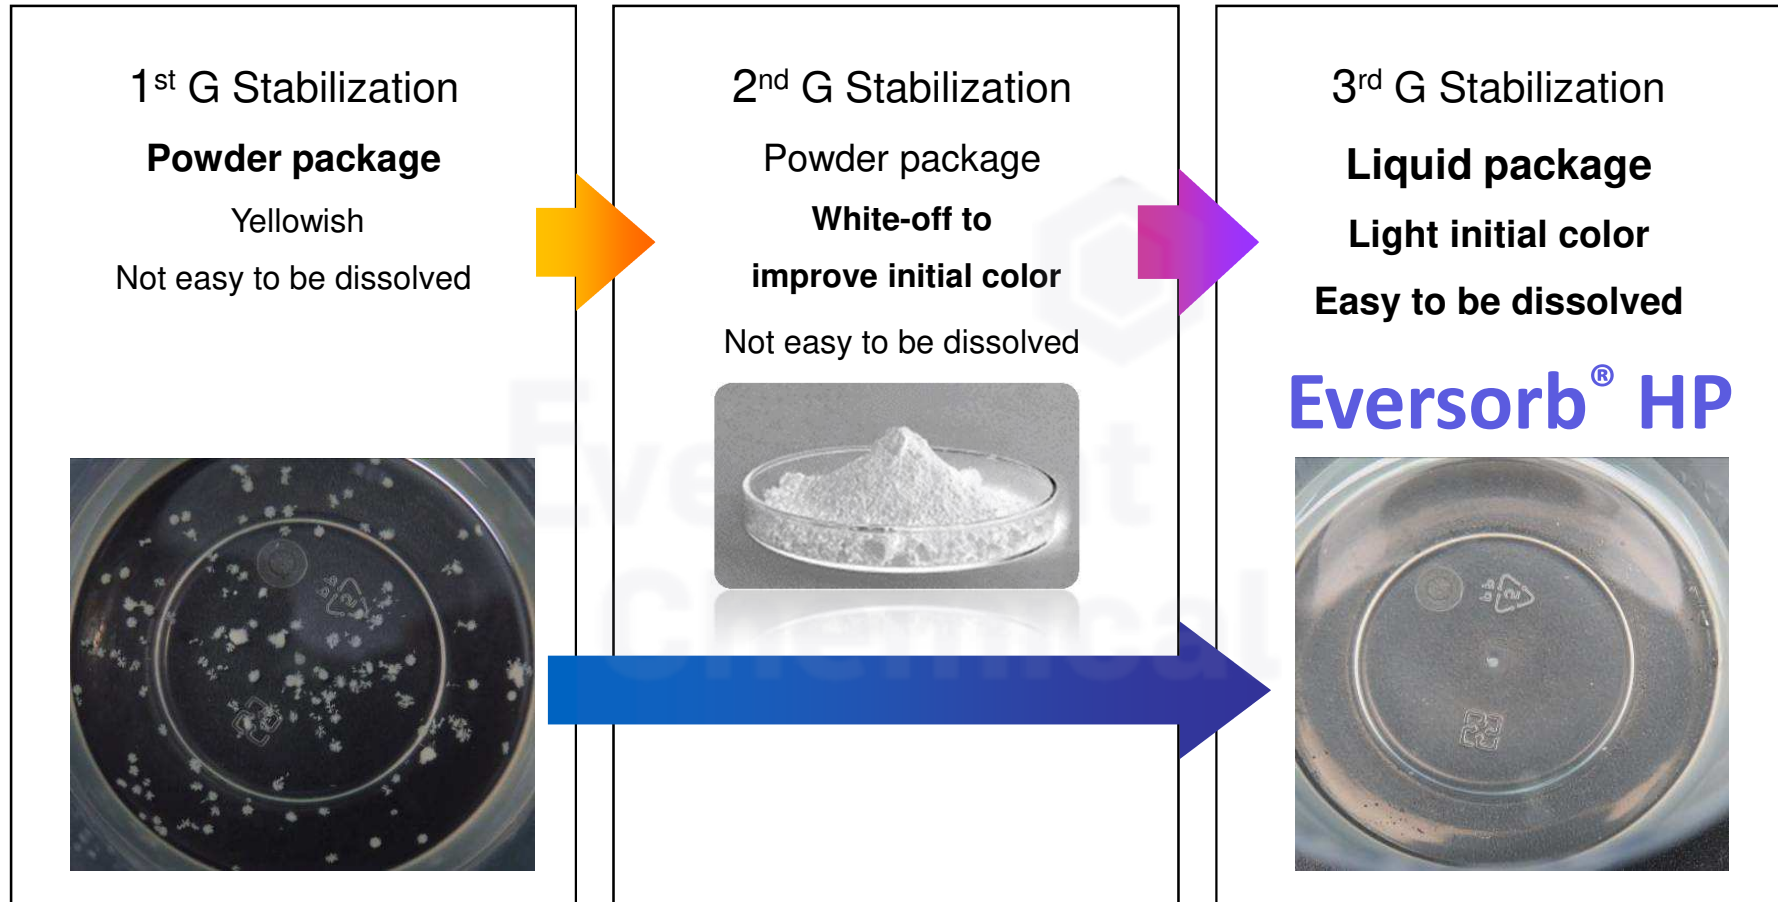 1st G Stabilization
Powder package
Yellowish
Not easy to be dissolved
2nd G Stabilization
Powder package
White-off to
improve initial color
Not easy to be dissolved
3rd G Stabilization
Liquid package
Light initial color
Easy to be dissolved
Eversorb® HP
Chemical